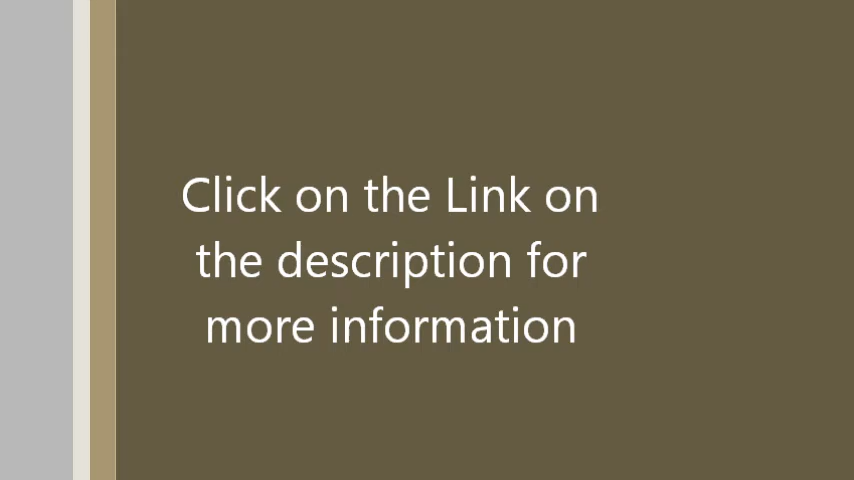 Click on the Link on
the description for
more information